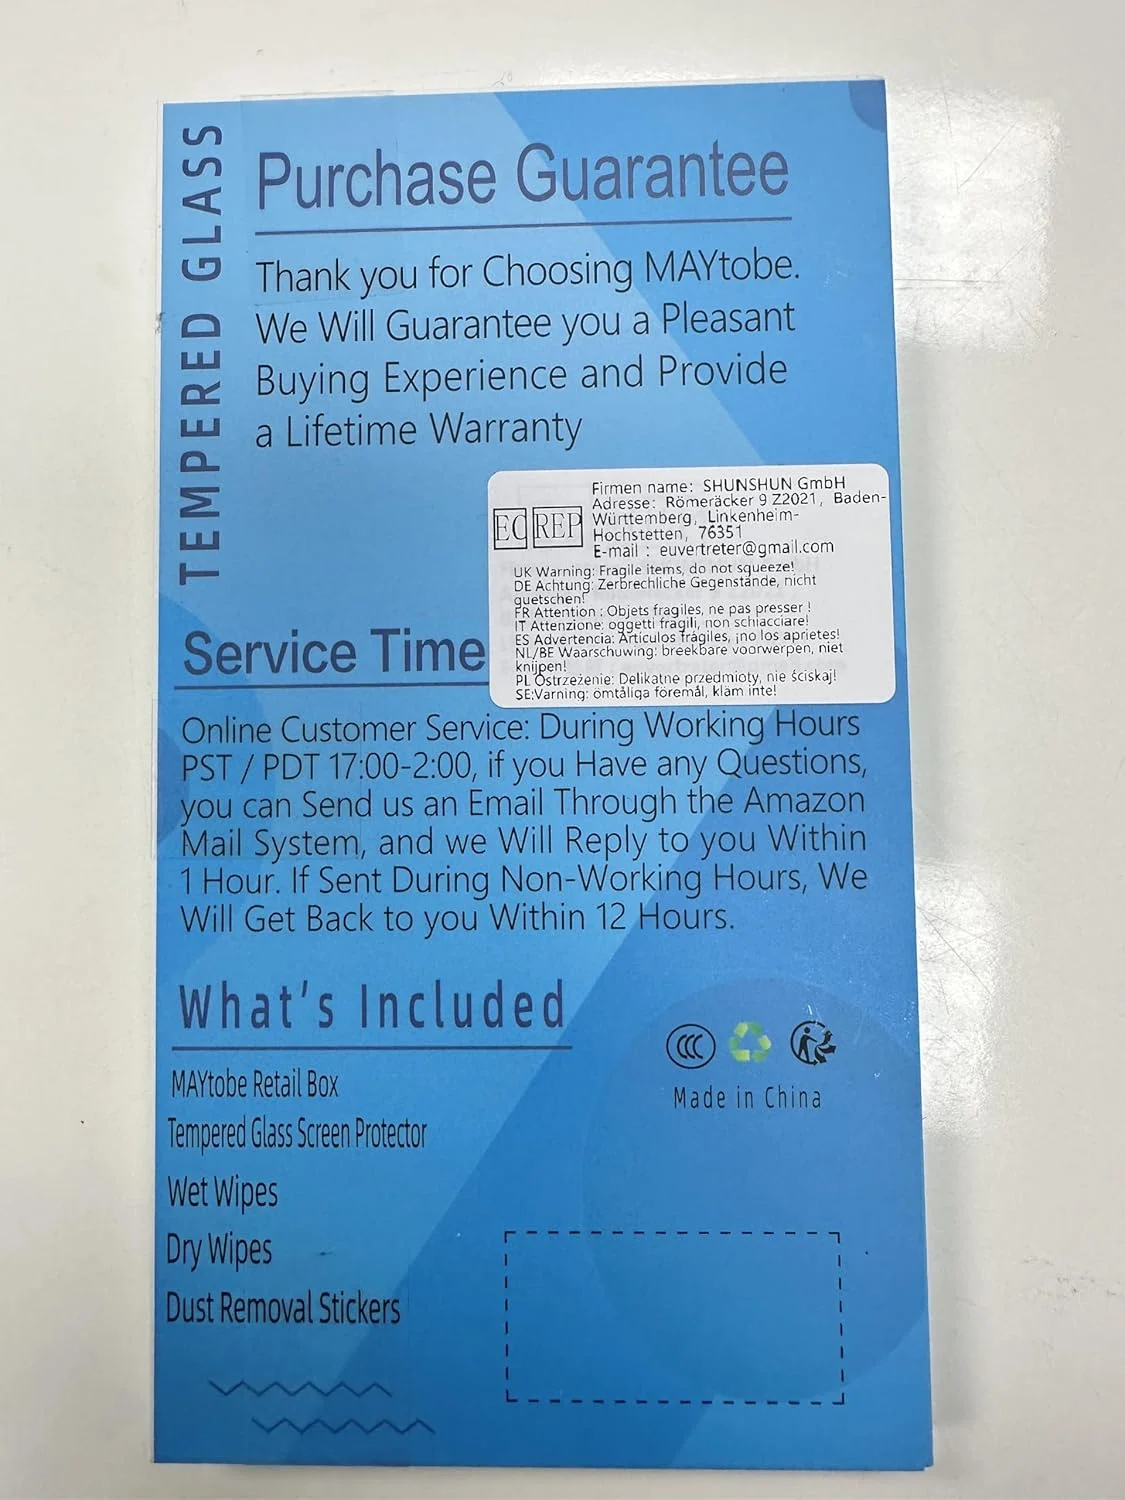 TEMPERED GLASS
Purchase Guarantee
Thank you for Choosing MAYtobe.
We Will Guarantee you a Pleasant
Buying Experience and Provide
a Lifetime Warranty
EC REP
Firmen name: SHUNSHUN GmbH
Adresse: Römeräcker 9 Z2021, Baden-
Württemberg, Linkenheim-
Hochstetten, 76351
E-mail : euvertreter@gmail.com
UK Warning: Fragile items, do not squeeze!
DE Achtung: Zerbrechliche Gegenstände, nicht
quetschen!
FR Attention : Objets fragiles, ne pas presser !
IT Attenzione: oggetti fragili, non schiacciare!
ES Advertencia: Artículos frágiles, ¡no los aprietes!
NL/BE Waarschuwing: breekbare voorwerpen, niet
knijpen!
PL Ostrzeżenie: Delikatne przedmioty, nie ściskaj!
SE:Varning: ömtåliga föremål, kläm inte!
Service Time
Online Customer Service: During Working Hours
PST / PDT 17:00-2:00, if you Have any Questions,
you can Send us an Email Through the Amazon
Mail System, and we Will Reply to you Within
1 Hour. If Sent During Non-Working Hours, We
Will Get Back to you Within 12 Hours.
What's Included
MAYtobe Retail Box
Tempered Glass Screen Protector
Wet Wipes
Dry Wipes
Dust Removal Stickers
CCC
Made in China